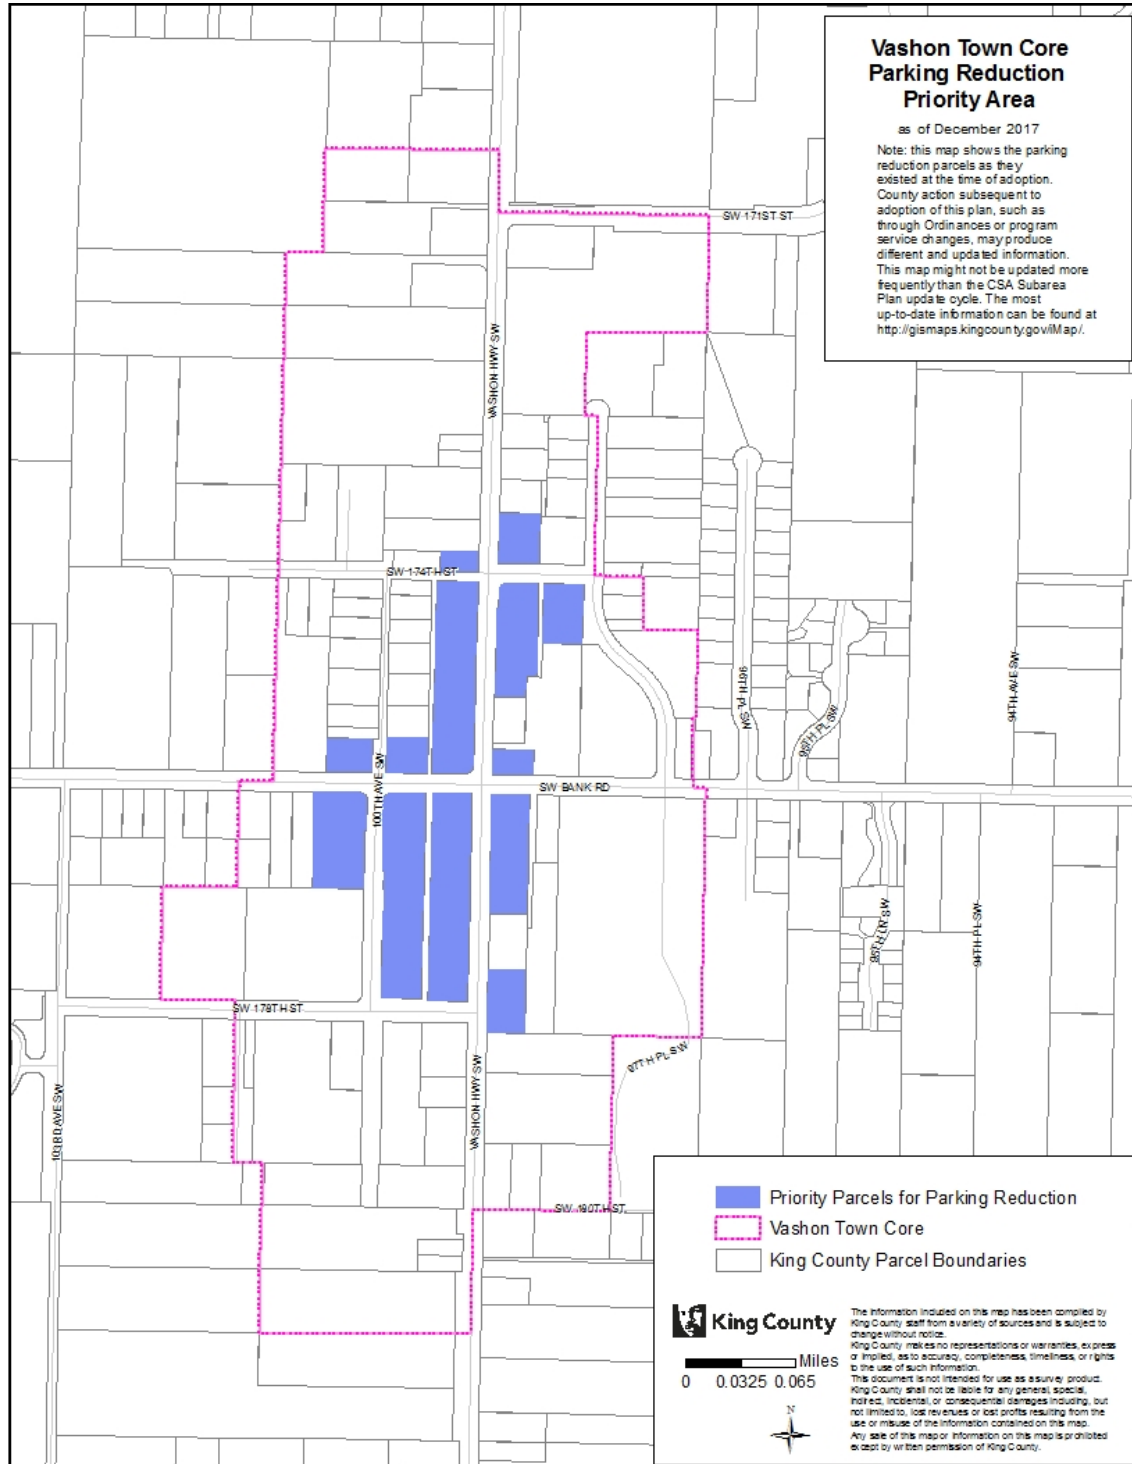 Vashon Town Core
Parking Reduction
Priority Area
as of December 2017
Note: this map shows the parking
reduction parcels as they
existed at the time of adoption.
County action subsequent to
adoption of this plan, such as
through Ordinances or program
service changes, may produce
different and updated information.
This map might not be updated more
frequently than the CSA Subarea
Plan update cycle. The most
up-to-date information can be found at
http://gismaps.kingcounty.gov/iMap/.
SW 171ST ST
VASHON HWY SW
SW 174TH ST
96TH PL SW
94TH AVE SW
95TH PL SW
100TH AVE SW
SW BANK RD
95TH LN SW
94TH PL SW
SW 178TH ST
97TH PL SW
VASHON HWY SW
103RD AVE SW
SW 180TH ST
Priority Parcels for Parking Reduction
Vashon Town Core
King County Parcel Boundaries
King County
Miles
0 0.0325 0.065
N
The information included on this map has been compiled by
King County staff from a variety of sources and is subject to
change without notice.
King County makes no representations or warranties, express
or implied, as to accuracy, completeness, timeliness, or rights
to the use of such information.
This document is not intended for use as a survey product.
King County shall not be liable for any general, special,
indirect, incidental, or consequential damages including, but
not limited to, lost revenues or lost profits resulting from the
use or misuse of the information contained on this map.
Any sale of this map or information on this map is prohibited
except by written permission of King County.